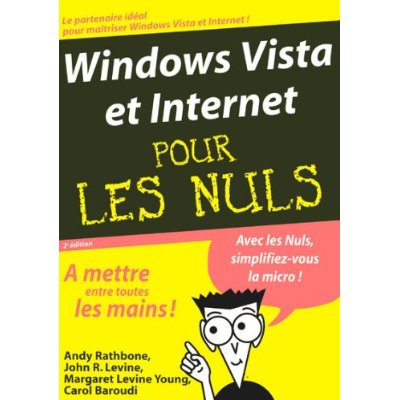 Le partenaire idéal
pour maîtriser Windows Vista et Internet !
Windows Vista
et Internet
POUR
LES NULS
2e édition
Avec les Nuls,
simplifiez-vous
la micro !
A mettre
entre toutes
les mains !
Andy Rathbone,
John R. Levine,
Margaret Levine Young,
Carol Baroudi